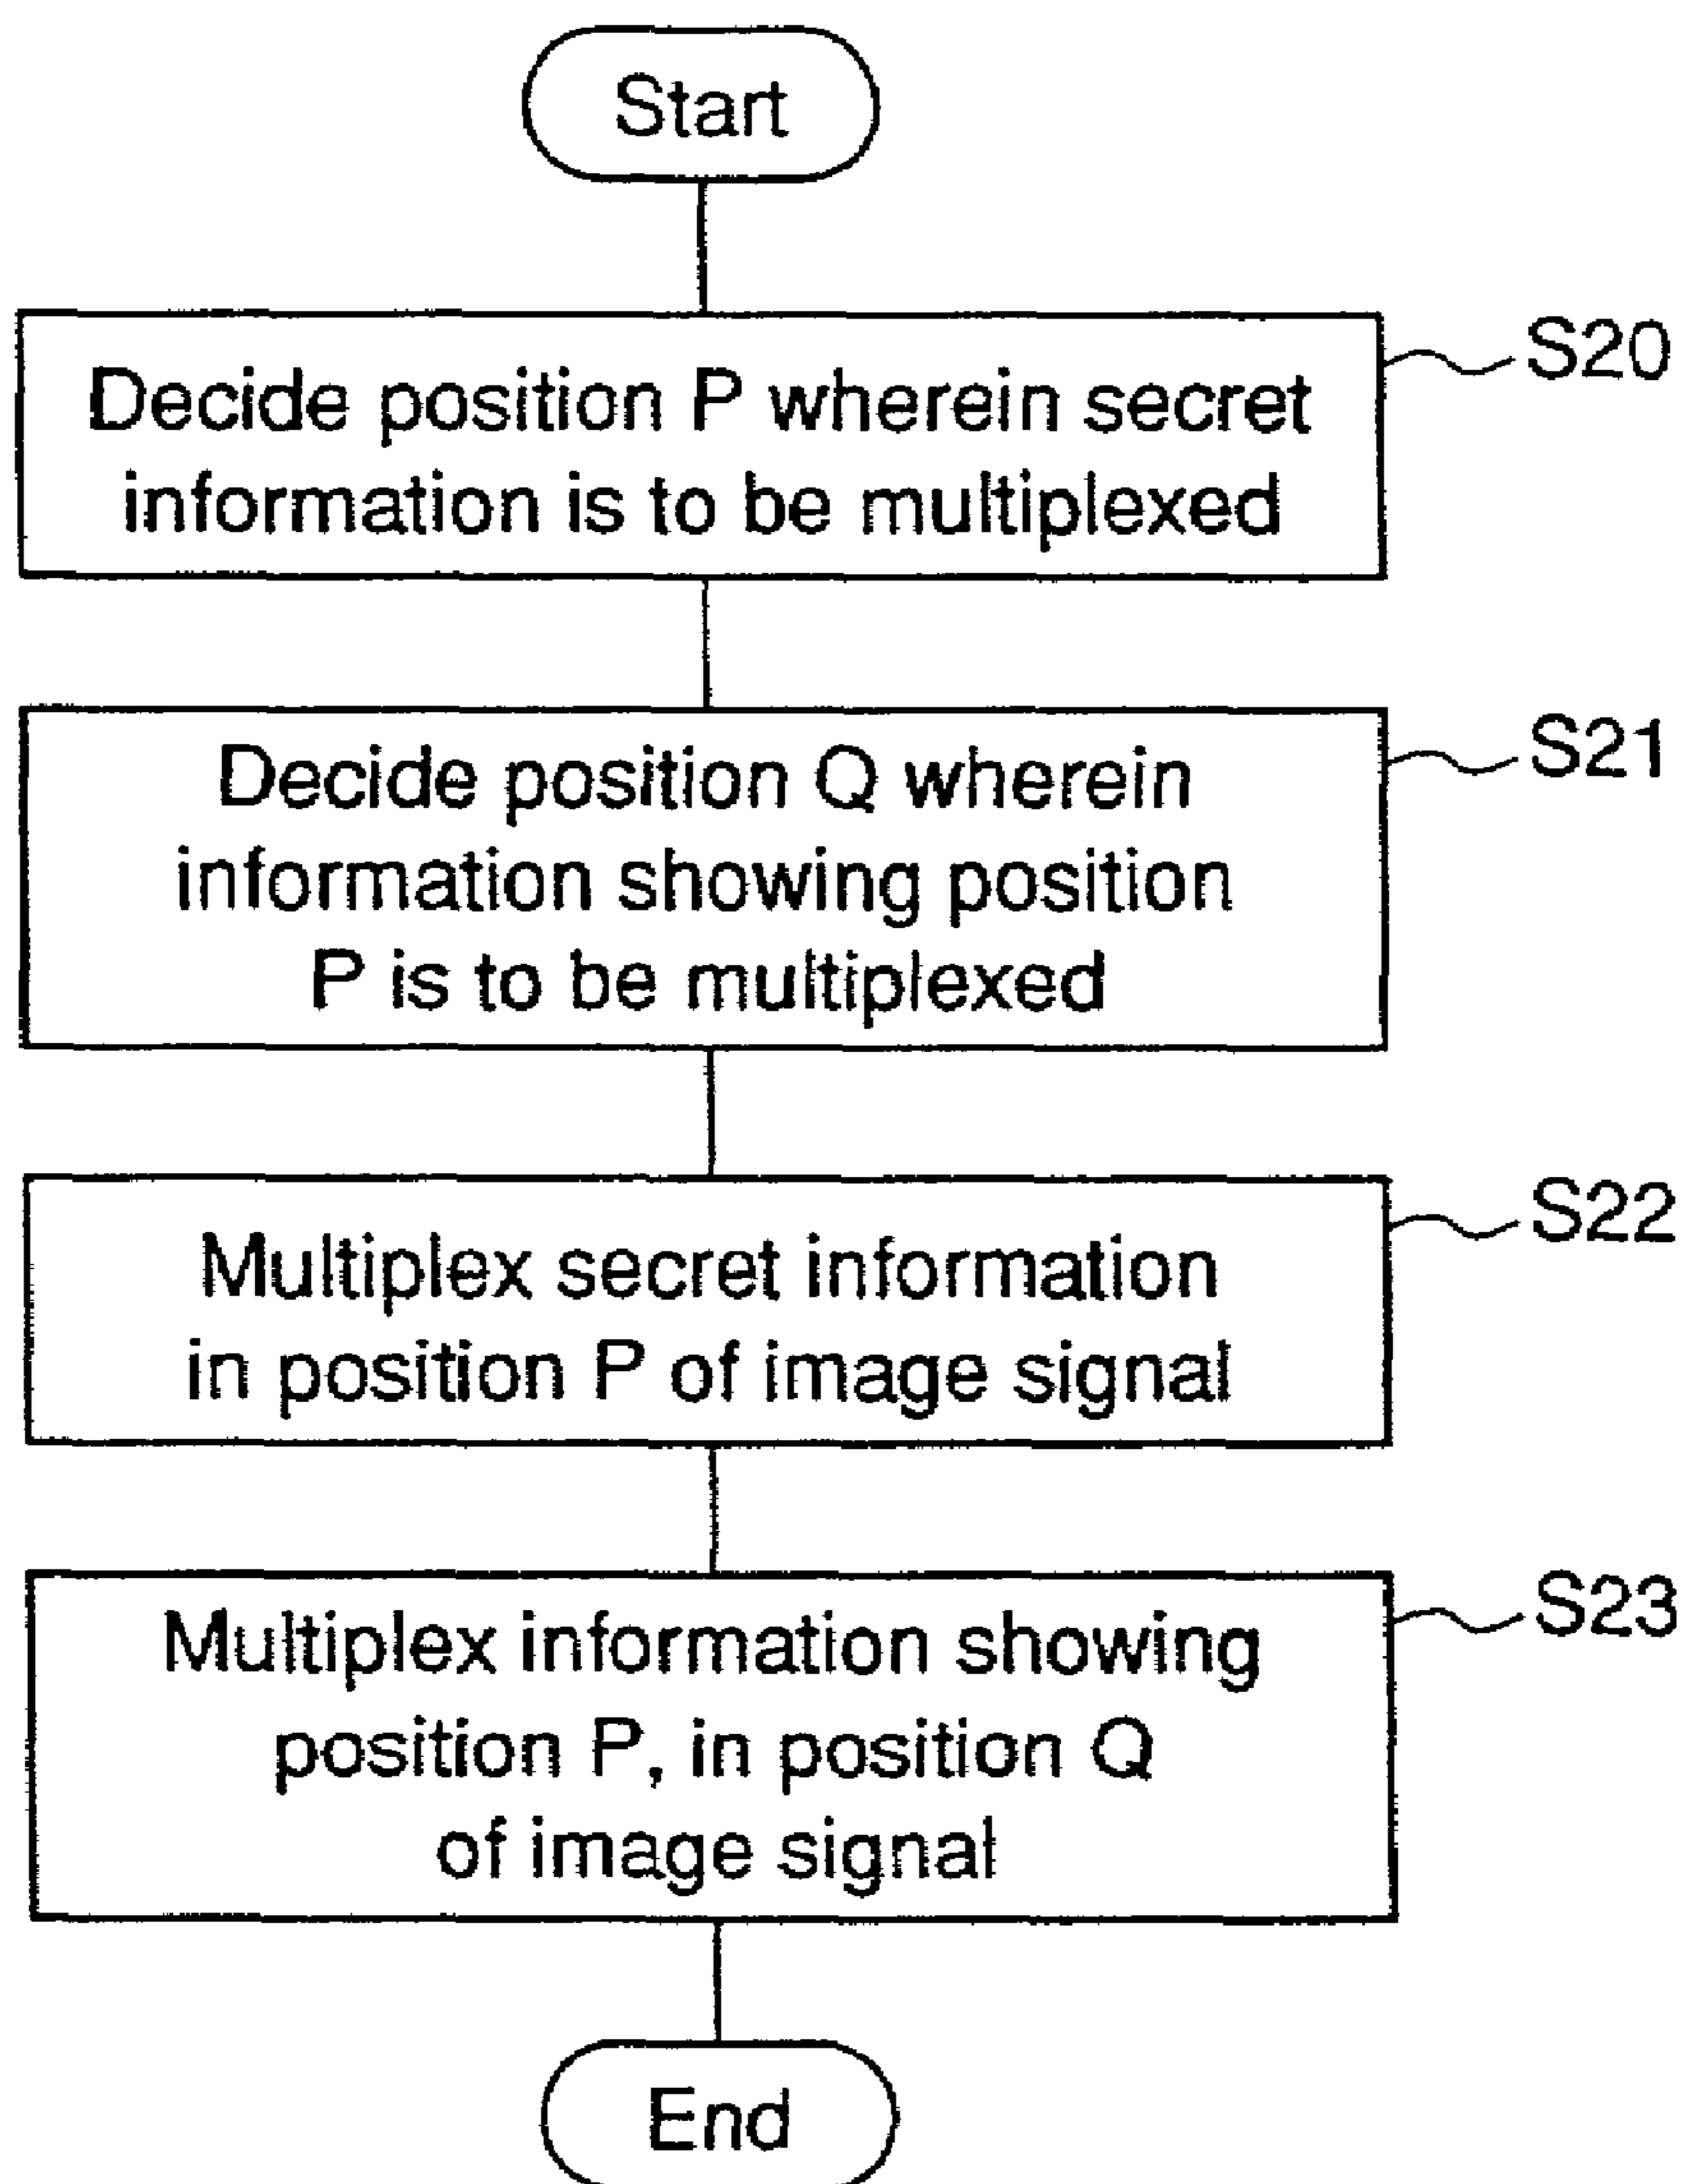 Start
Decide position P wherein secret
information is to be multiplexed
S20
Decide position Q wherein
information showing position
P is to be multiplexed
S21
Multiplex secret information
in position P of image signal
S22
Multiplex information showing
position P, in position Q
of image signal
S23
End